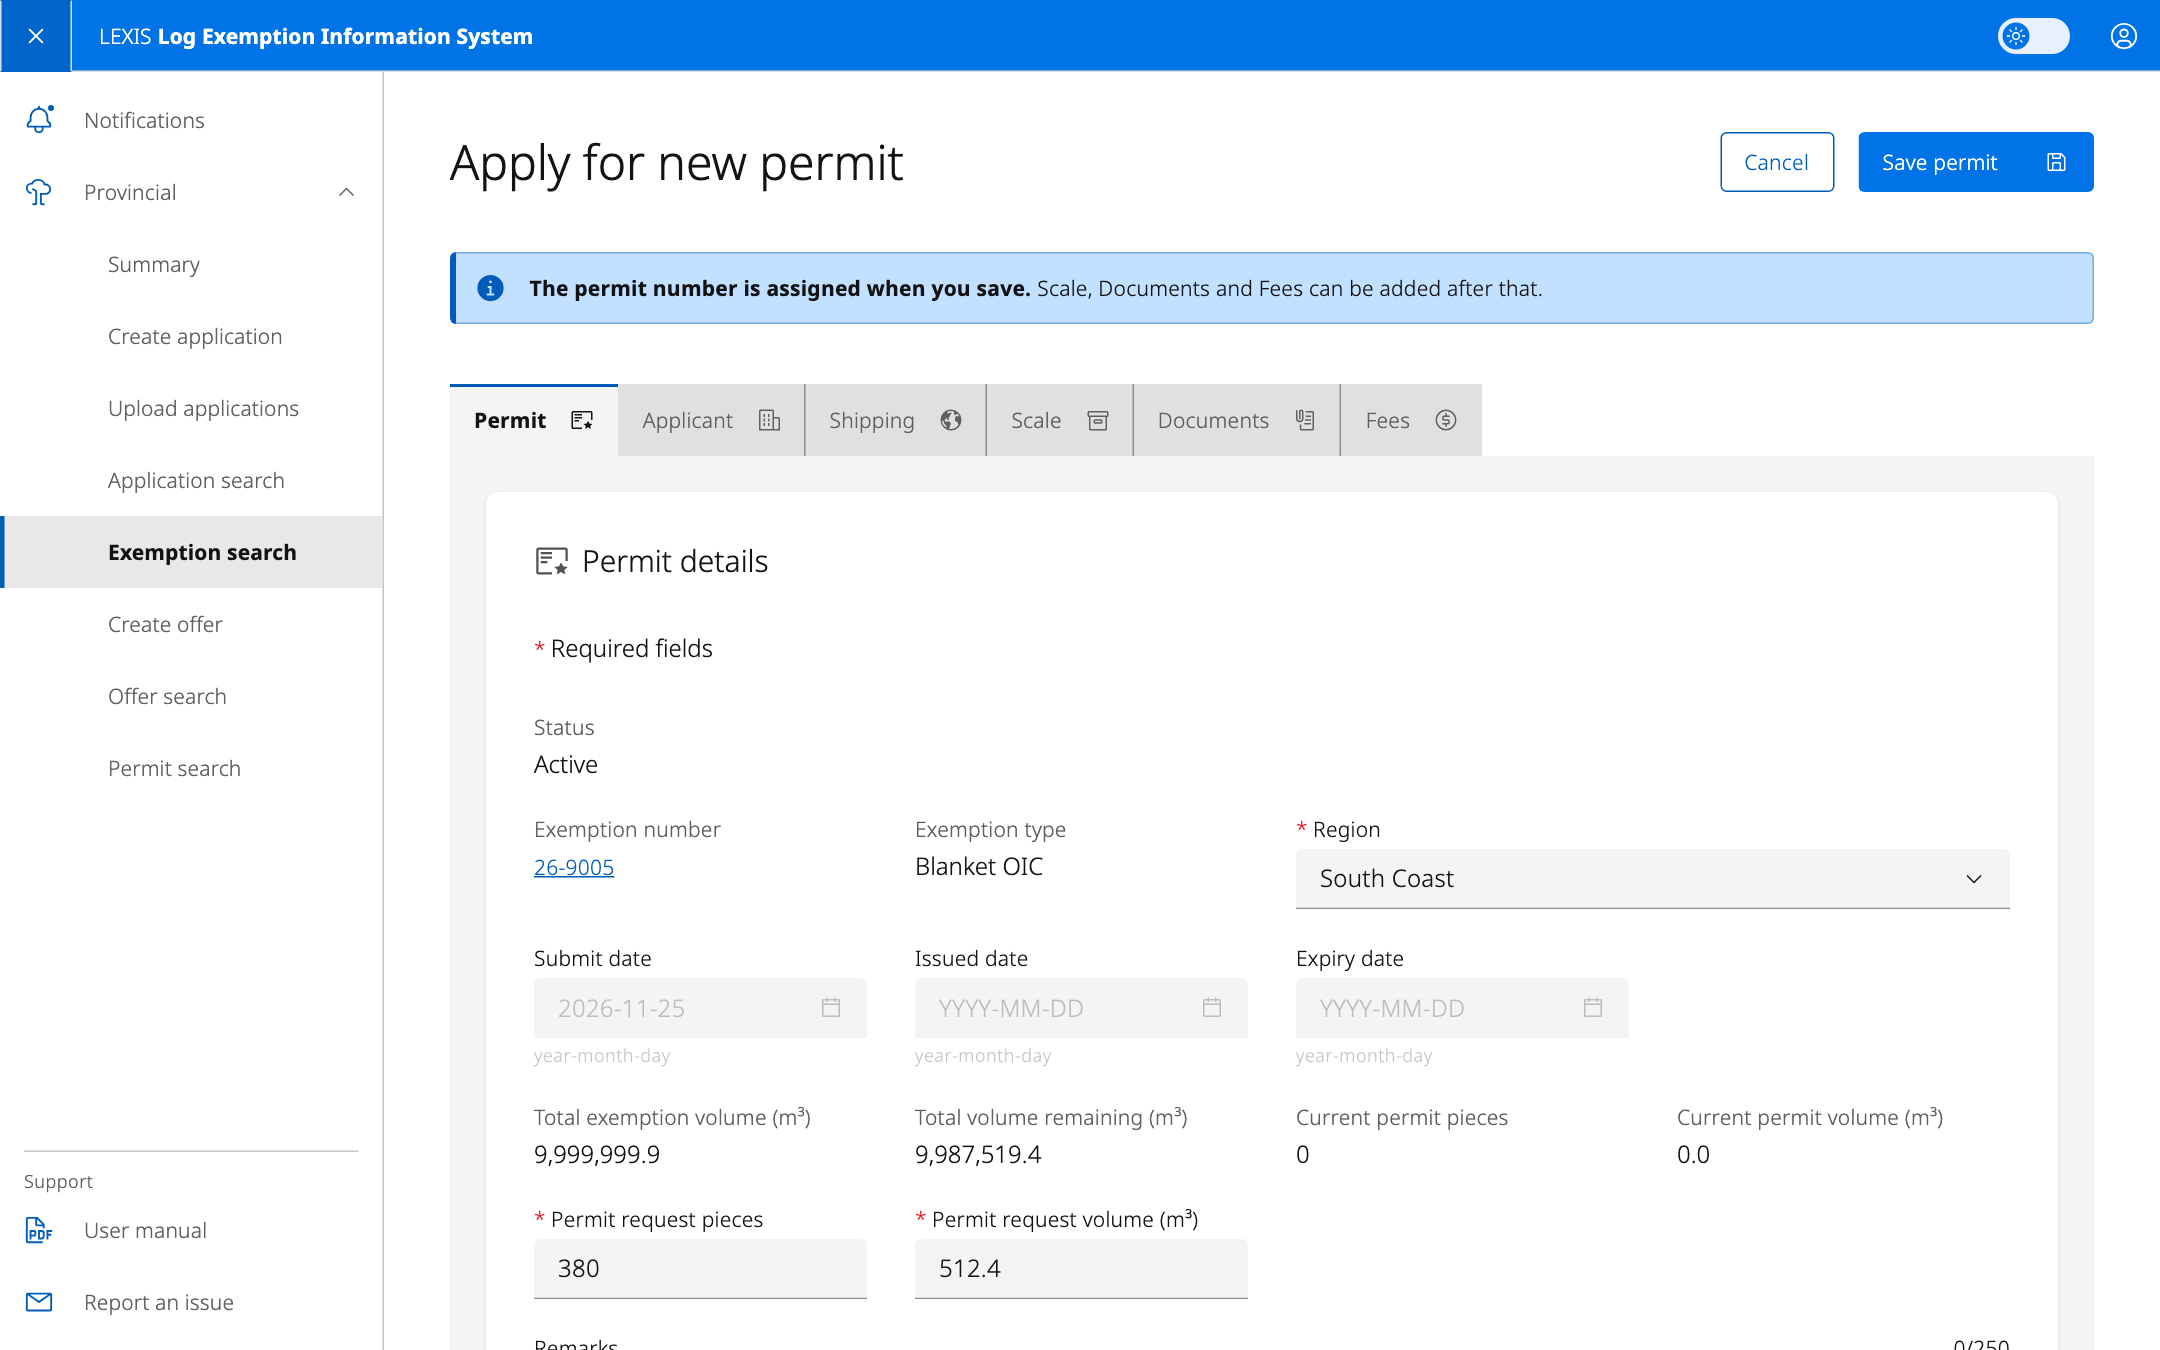 LEXIS Log Exemption Information System
Notifications
Provincial
Summary
Create application
Upload applications
Application search
Exemption search
Create offer
Offer search
Permit search
Support
PDF
User manual
Report an issue
Apply for new permit
Cancel
Save permit
The permit number is assigned when you save. Scale, Documents and Fees can be added after that.
Permit
Applicant
Shipping
Scale
Documents
Fees
Permit details
* Required fields
Status
Active
Exemption number
26-9005
Exemption type
Blanket OIC
* Region
South Coast
Submit date
2026-11-25
year-month-day
Issued date
YYYY-MM-DD
year-month-day
Expiry date
YYYY-MM-DD
year-month-day
Total exemption volume (m³)
9,999,999.9
Total volume remaining (m³)
9,987,519.4
Current permit pieces
0
Current permit volume (m³)
0.0
* Permit request pieces
380
* Permit request volume (m³)
512.4
Remarks
0/250